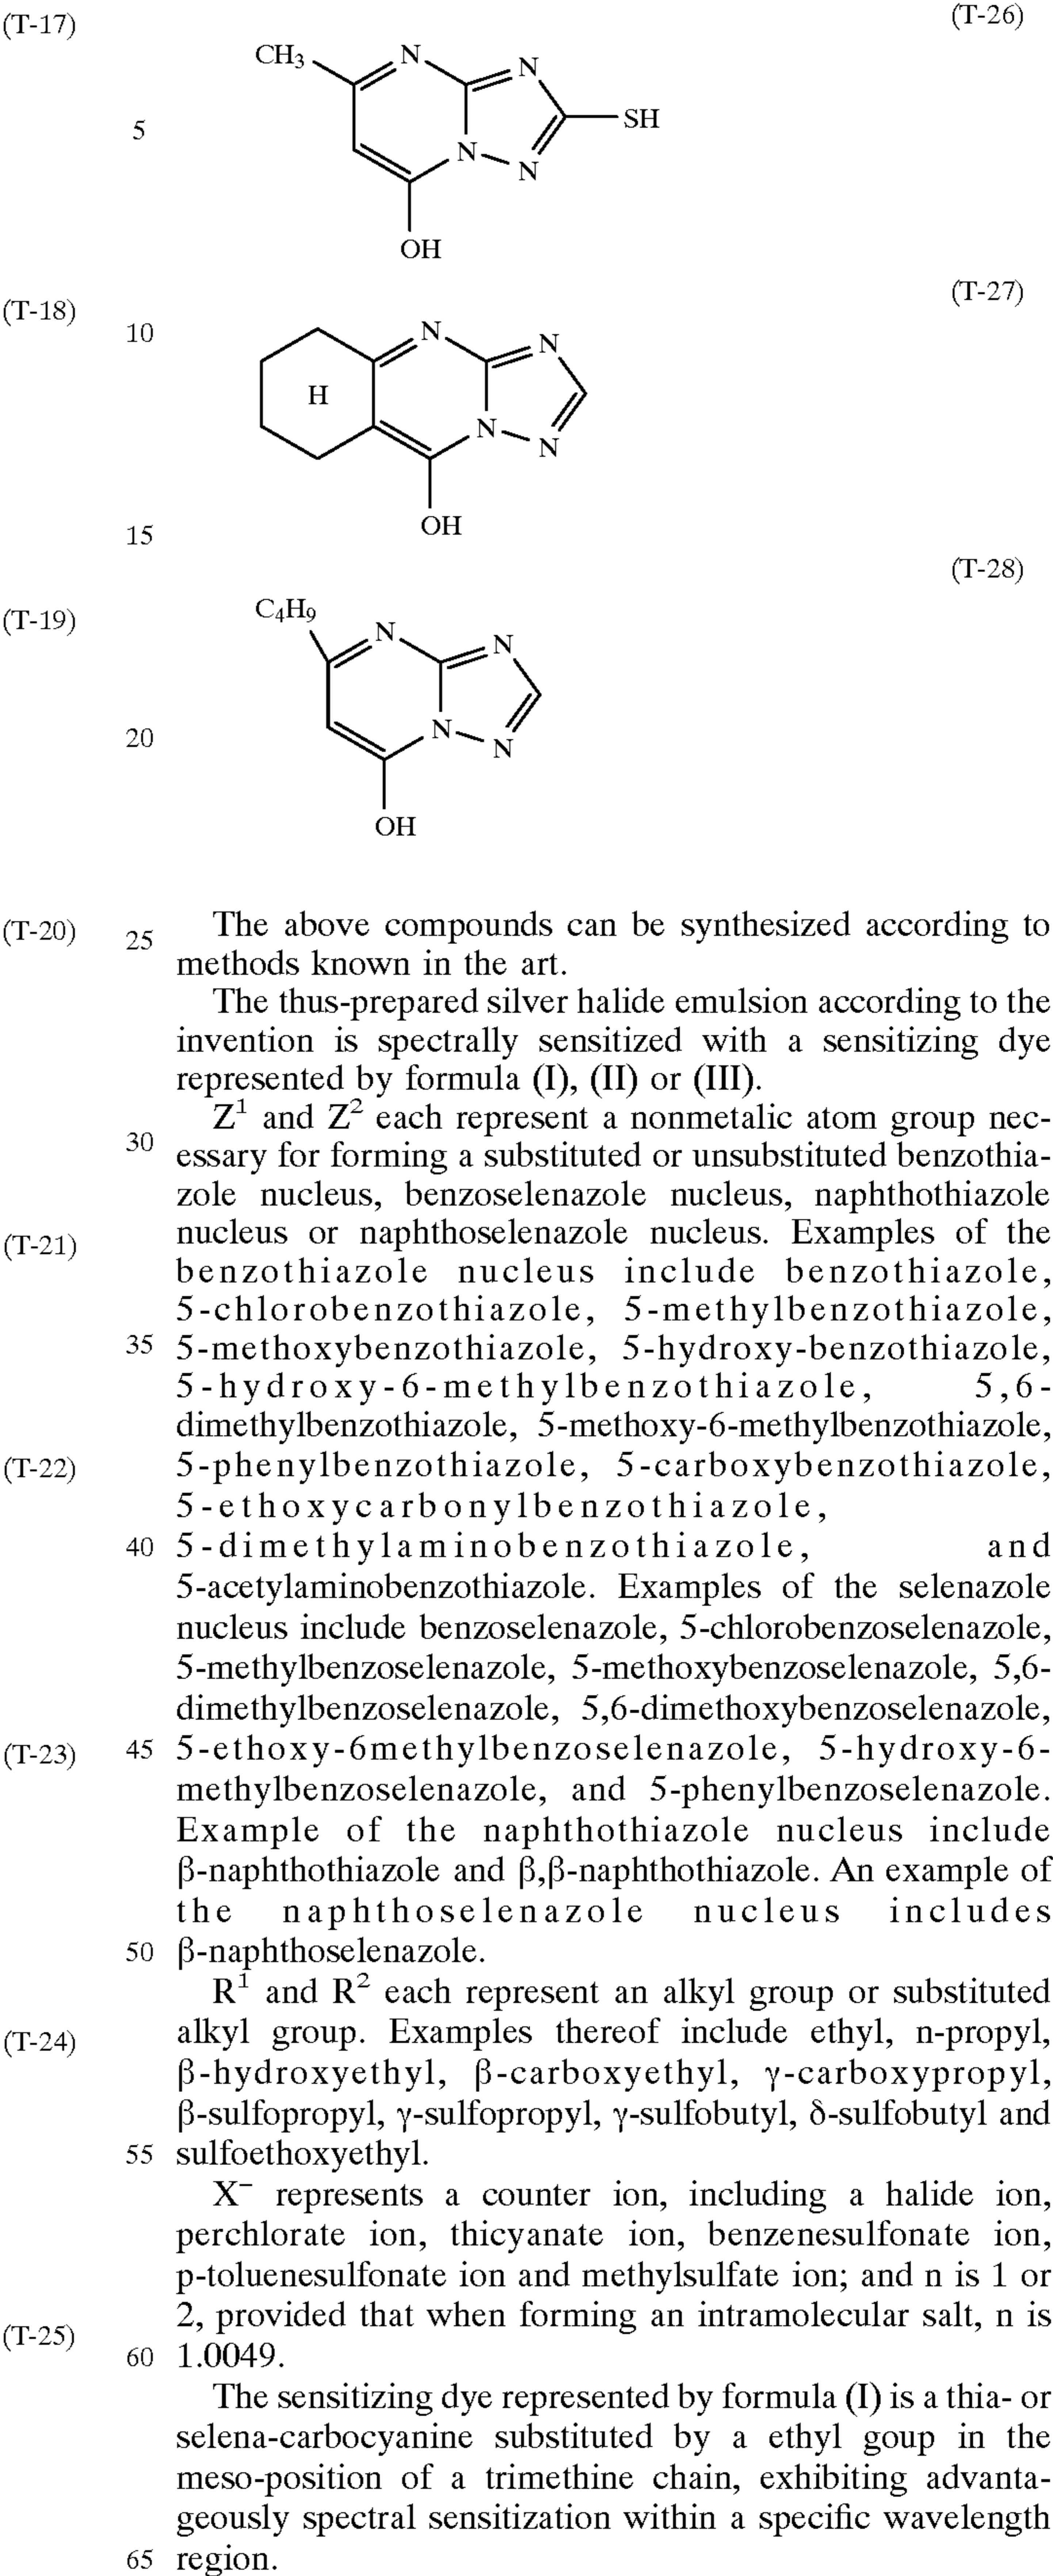 (T-17)
(T-26)
CH3
N
N
5
SH
N
N
OH
(T-27)
(T-18)
10
N
N
H
N
N
OH
15
(T-28)
C4H9
(T-19)
N
N
20
N
N
OH
(T-20)
25 The above compounds can be synthesized according to
methods known in the art.
The thus-prepared silver halide emulsion according to the
invention is spectrally sensitized with a sensitizing dye
represented by formula (I), (II) or (III).
Z1 and Z2 each represent a nonmetalic atom group nec-
30 essary for forming a substituted or unsubstituted benzothia-
zole nucleus, benzoselenazole nucleus, naphthothiazole
(T-21) nucleus or naphthoselenazole nucleus. Examples of the
benzothiazole nucleus include benzothiazole,
5-chlorobenzothiazole, 5-methylbenzothiazole,
35 5-methoxybenzothiazole, 5-hydroxy-benzothiazole,
5-hydroxy-6-methylbenzothiazole, 5,6-
dimethylbenzothiazole, 5-methoxy-6-methylbenzothiazole,
(T-22) 5-phenylbenzothiazole, 5-carboxybenzothiazole,
5-ethoxycarbonylbenzothiazole,
40 5-dimethylaminobenzothiazole, and
5-acetylaminobenzothiazole. Examples of the selenazole
nucleus include benzoselenazole, 5-chlorobenzoselenazole,
5-methylbenzoselenazole, 5-methoxybenzoselenazole, 5,6-
dimethylbenzoselenazole, 5,6-dimethoxybenzoselenazole,
(T-23) 45 5-ethoxy-6methylbenzoselenazole, 5-hydroxy-6-
methylbenzoselenazole, and 5-phenylbenzoselenazole.
Example of the naphthothiazole nucleus include
β-naphthothiazole and β,β-naphthothiazole. An example of
the naphthoselenazole nucleus includes
50 β-naphthoselenazole.
R1 and R2 each represent an alkyl group or substituted
(T-24) alkyl group. Examples thereof include ethyl, n-propyl,
β-hydroxyethyl, β-carboxyethyl, γ-carboxypropyl,
β-sulfopropyl, γ-sulfopropyl, γ-sulfobutyl, δ-sulfobutyl and
55 sulfoethoxyethyl.
X− represents a counter ion, including a halide ion,
perchlorate ion, thicyanate ion, benzenesulfonate ion,
p-toluenesulfonate ion and methylsulfate ion; and n is 1 or
(T-25) 2, provided that when forming an intramolecular salt, n is
60 1.0049.
The sensitizing dye represented by formula (I) is a thia- or
selena-carbocyanine substituted by a ethyl goup in the
meso-position of a trimethine chain, exhibiting advanta-
geously spectral sensitization within a specific wavelength
65 region.